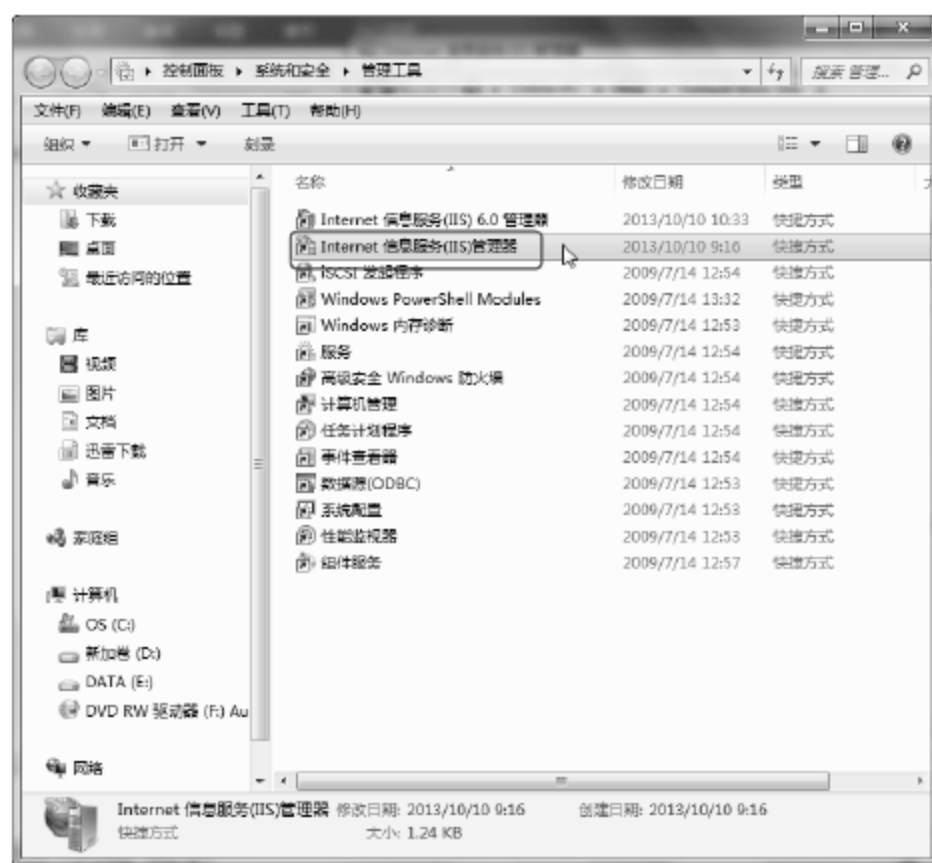 控制面板 系统和安全 管理工具 搜索 管理...
文件(F) 编辑(E) 查看(V) 工具(T) 帮助(H)
组织 打开 刻录
收藏夹
下载
桌面
最近访问的位置
库
视频
图片
文档
迅雷下载
音乐
家庭组
计算机
OS (C:)
新加卷 (D:)
DATA (E:)
DVD RW 驱动器 (F:) Au
网络
名称 修改日期 类型
Internet 信息服务(IIS) 6.0 管理器 2013/10/10 10:33 快捷方式
Internet 信息服务(IIS)管理器 2013/10/10 9:16 快捷方式
iSCSI 发起程序 2009/7/14 12:54 快捷方式
Windows PowerShell Modules 2009/7/14 13:32 快捷方式
Windows 内存诊断 2009/7/14 12:53 快捷方式
服务 2009/7/14 12:54 快捷方式
高级安全 Windows 防火墙 2009/7/14 12:54 快捷方式
计算机管理 2009/7/14 12:54 快捷方式
任务计划程序 2009/7/14 12:54 快捷方式
事件查看器 2009/7/14 12:54 快捷方式
数据源(ODBC) 2009/7/14 12:53 快捷方式
系统配置 2009/7/14 12:53 快捷方式
性能监视器 2009/7/14 12:53 快捷方式
组件服务 2009/7/14 12:57 快捷方式
Internet 信息服务(IIS)管理器 修改日期: 2013/10/10 9:16 创建日期: 2013/10/10 9:16
快捷方式 大小: 1.24 KB